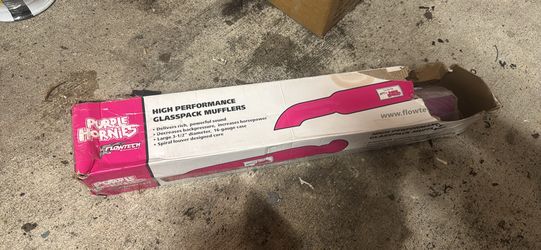 PURPLE
HORNIES
FLOWTECH
HIGH PERFORMANCE
GLASSPACK MUFFLERS
• Delivers rich, powerful sound
• Decreases backpressure, increases horsepower
• Large 3-1/2" diameter, 16-gauge case
• Spiral louver designed core
www.flowtec